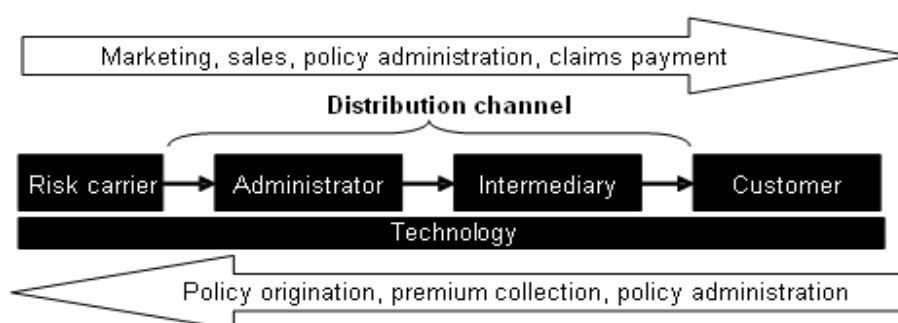 Marketing, sales, policy administration, claims payment
Distribution channel
Risk carrier
Administrator
Intermediary
Customer
Technology
Policy origination, premium collection, policy administration